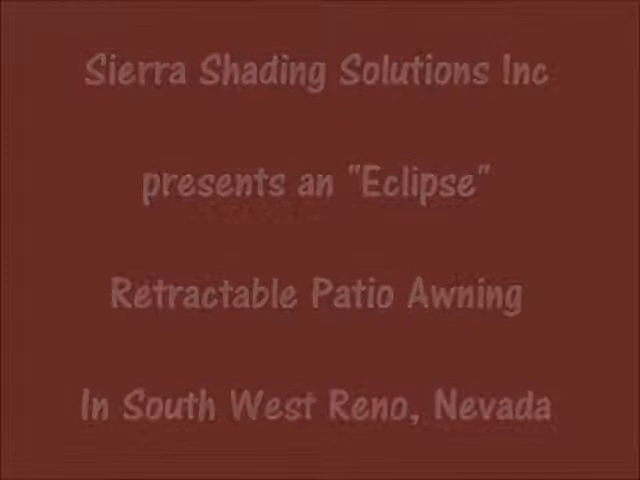 Sierra Shading Solutions Inc
presents an "Eclipse"
Retractable Patio Awning
In South West Reno, Nevada